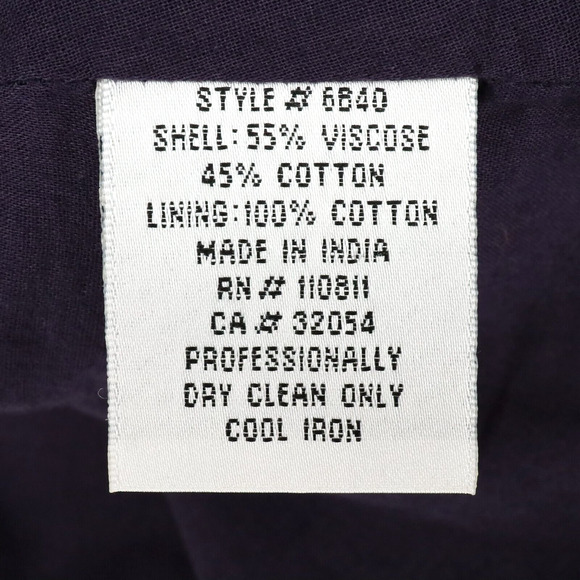 STYLE # 6840
SHELL: 55% VISCOSE
45% COTTON
LINING: 100% COTTON
MADE IN INDIA
RN # 110811
CA # 32054
PROFESSIONALLY
DRY CLEAN ONLY
COOL IRON